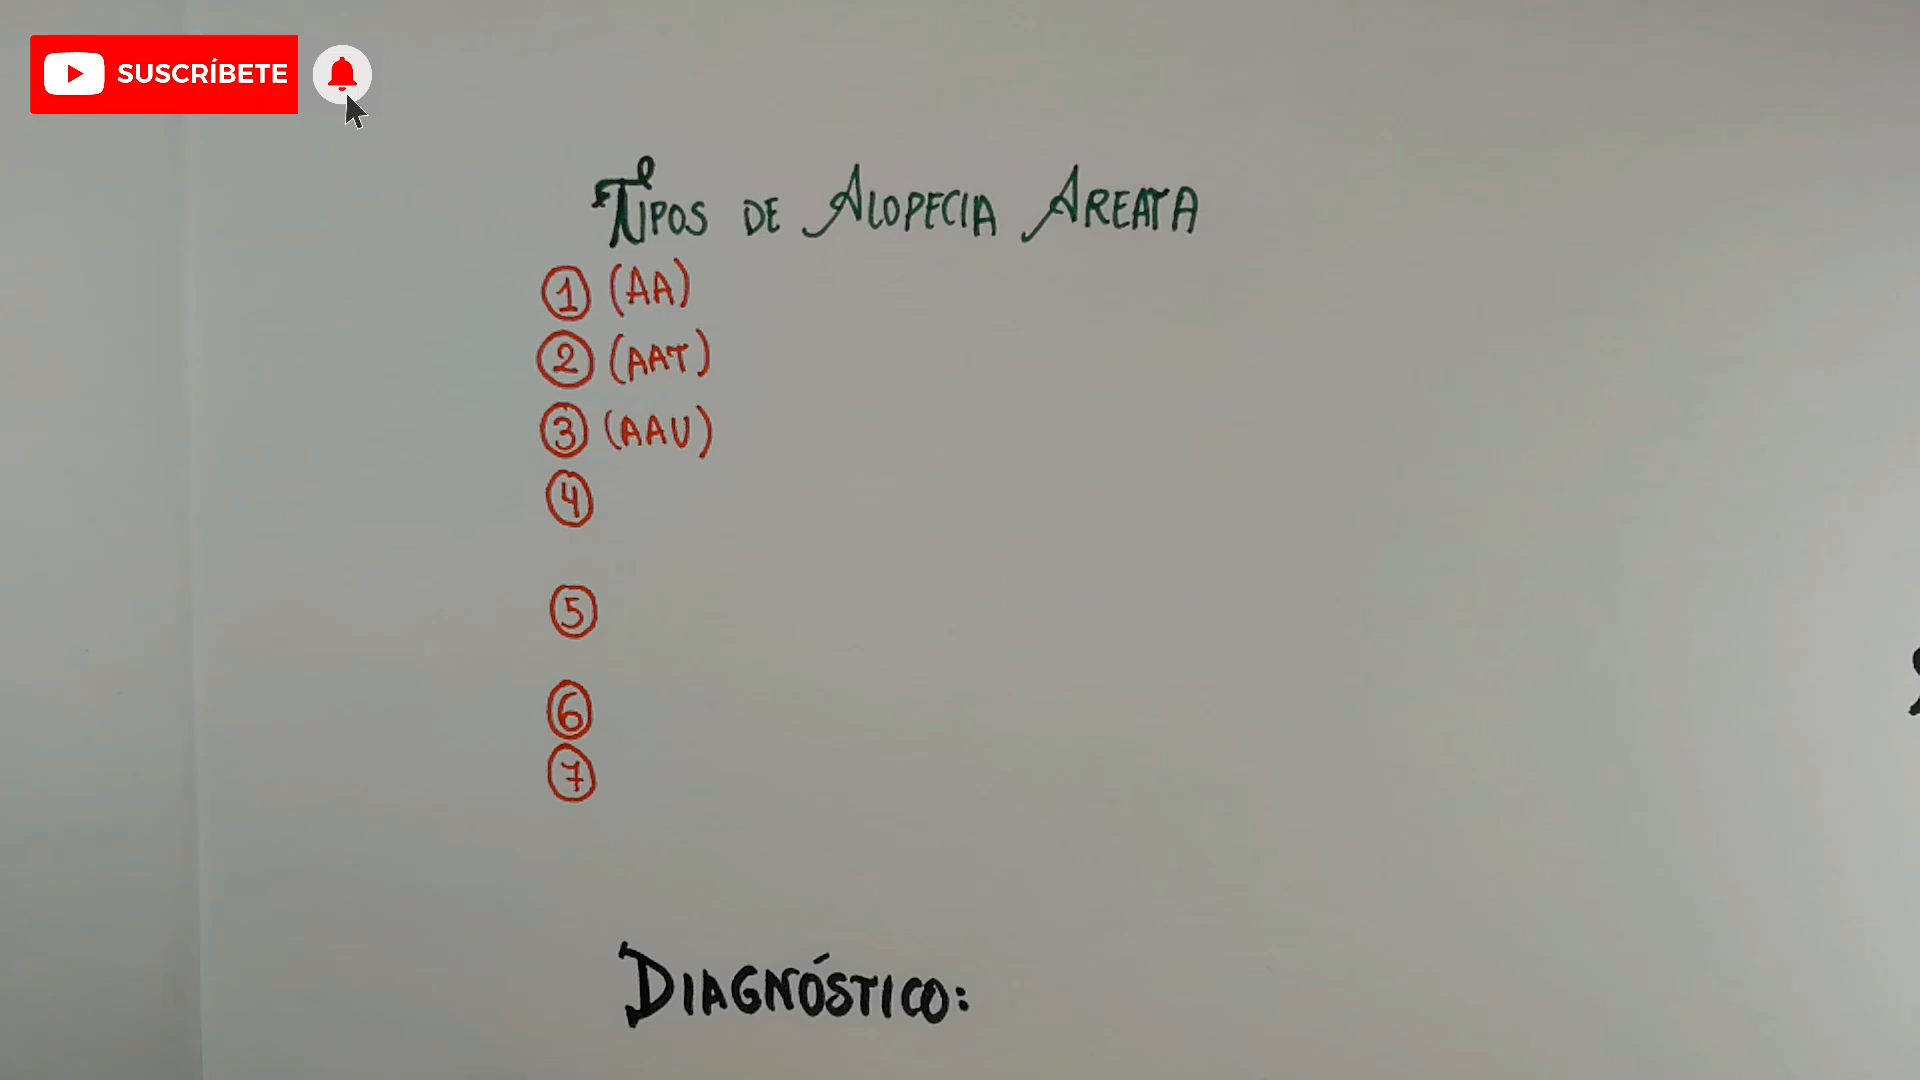 SUSCRÍBETE
TIPOS DE ALOPECIA AREATA
1 (AA)
2 (AAT)
3 (AAU)
4
5
6
7
DIAGNÓSTICO: